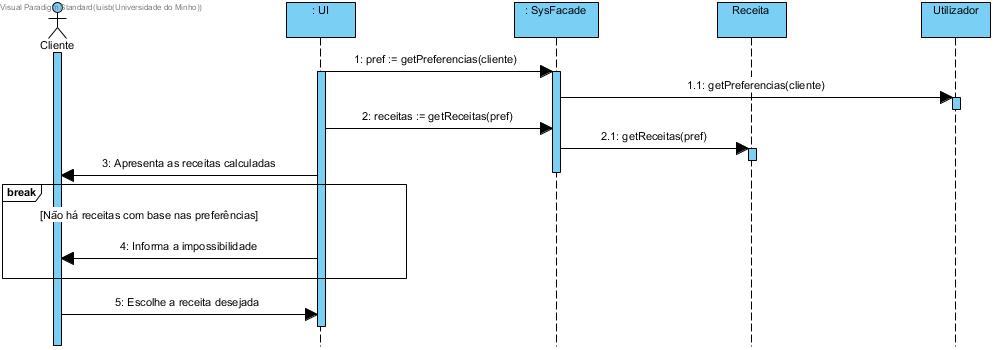 Visual Paradigm Standard(luisb(Universidade do Minho))
: UI
: SysFacade
Receita
Utilizador
Cliente
1: pref := getPreferencias(cliente)
1.1: getPreferencias(cliente)
2: receitas := getReceitas(pref)
2.1: getReceitas(pref)
3: Apresenta as receitas calculadas
break
[Não há receitas com base nas preferências]
4: Informa a impossibilidade
5: Escolhe a receita desejada